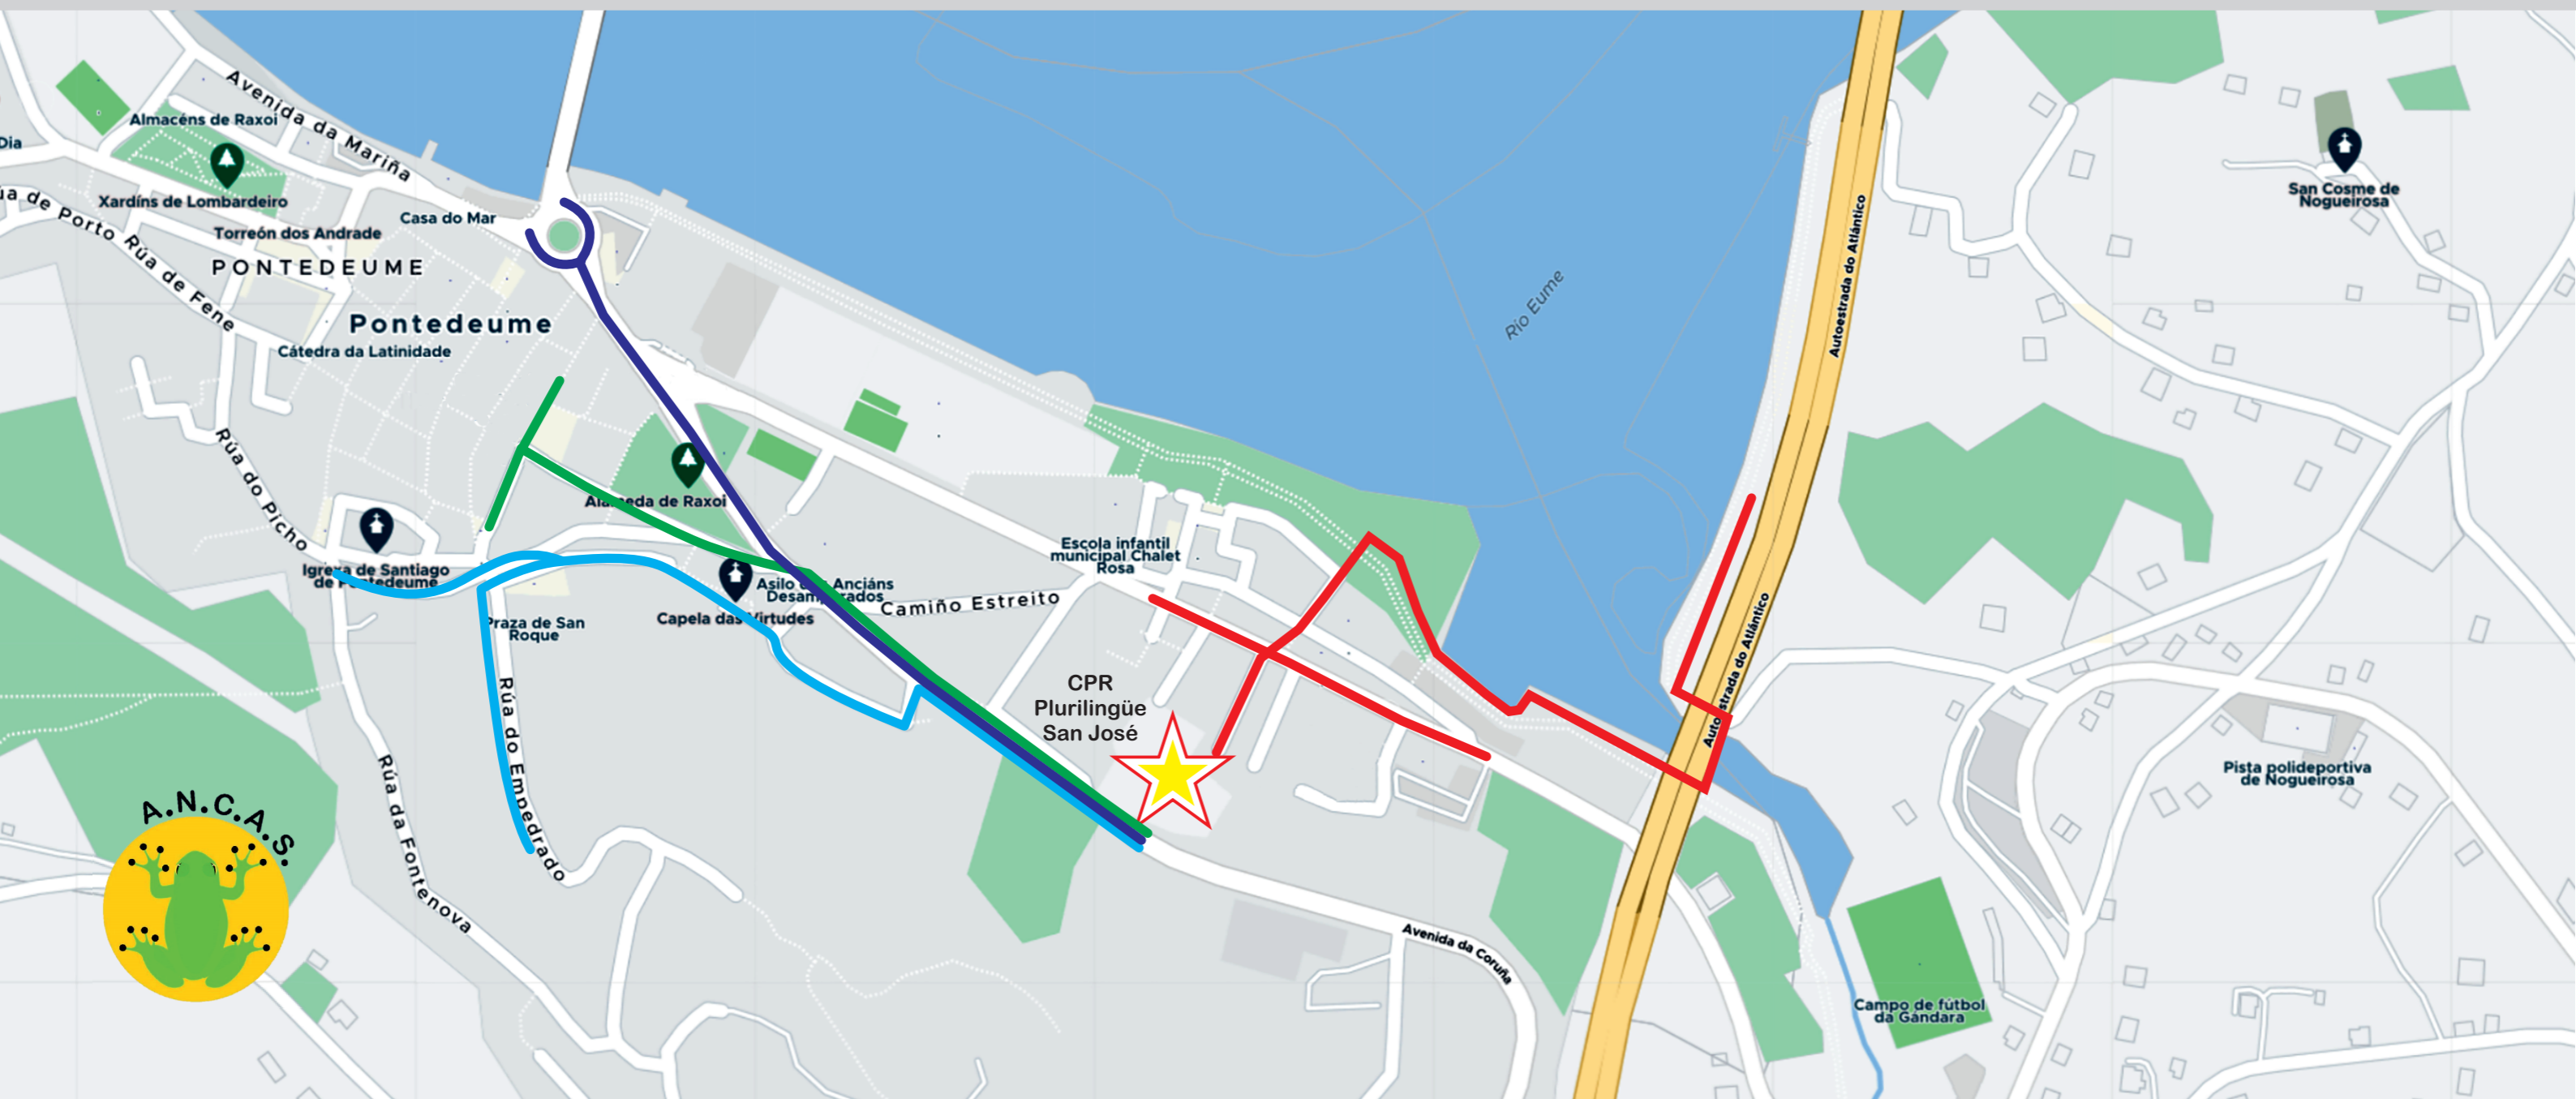 Avenida da Mariña
Almacéns de Raxoi
Dia
Xardíns de Lombardeiro
Casa do Mar
Torreón dos Andrade
PONTEDEUME
Rúa de Fene
Pontedeume
Cátedra da Latinidade
Rúa do Picho
Alameda de Raxoi
Igrexa de Santiago
de Pontedeume
Praza de San
Roque
Capela das Virtudes
Asilo dos Anciáns
Desamparados
Camiño Estreito
Escola infantil
municipal Chalet
Rosa
CPR
Plurilingüe
San José
Rúa do Empedrado
Rúa da Fontenova
A.N.C.A.S.
Avenida da Coruña
Río Eume
Autoestrada do Atlántico
Autoestrada do Atlántico
San Cosme de
Nogueirosa
Pista polideportiva
de Nogueirosa
Campo de fútbol
da Gándara